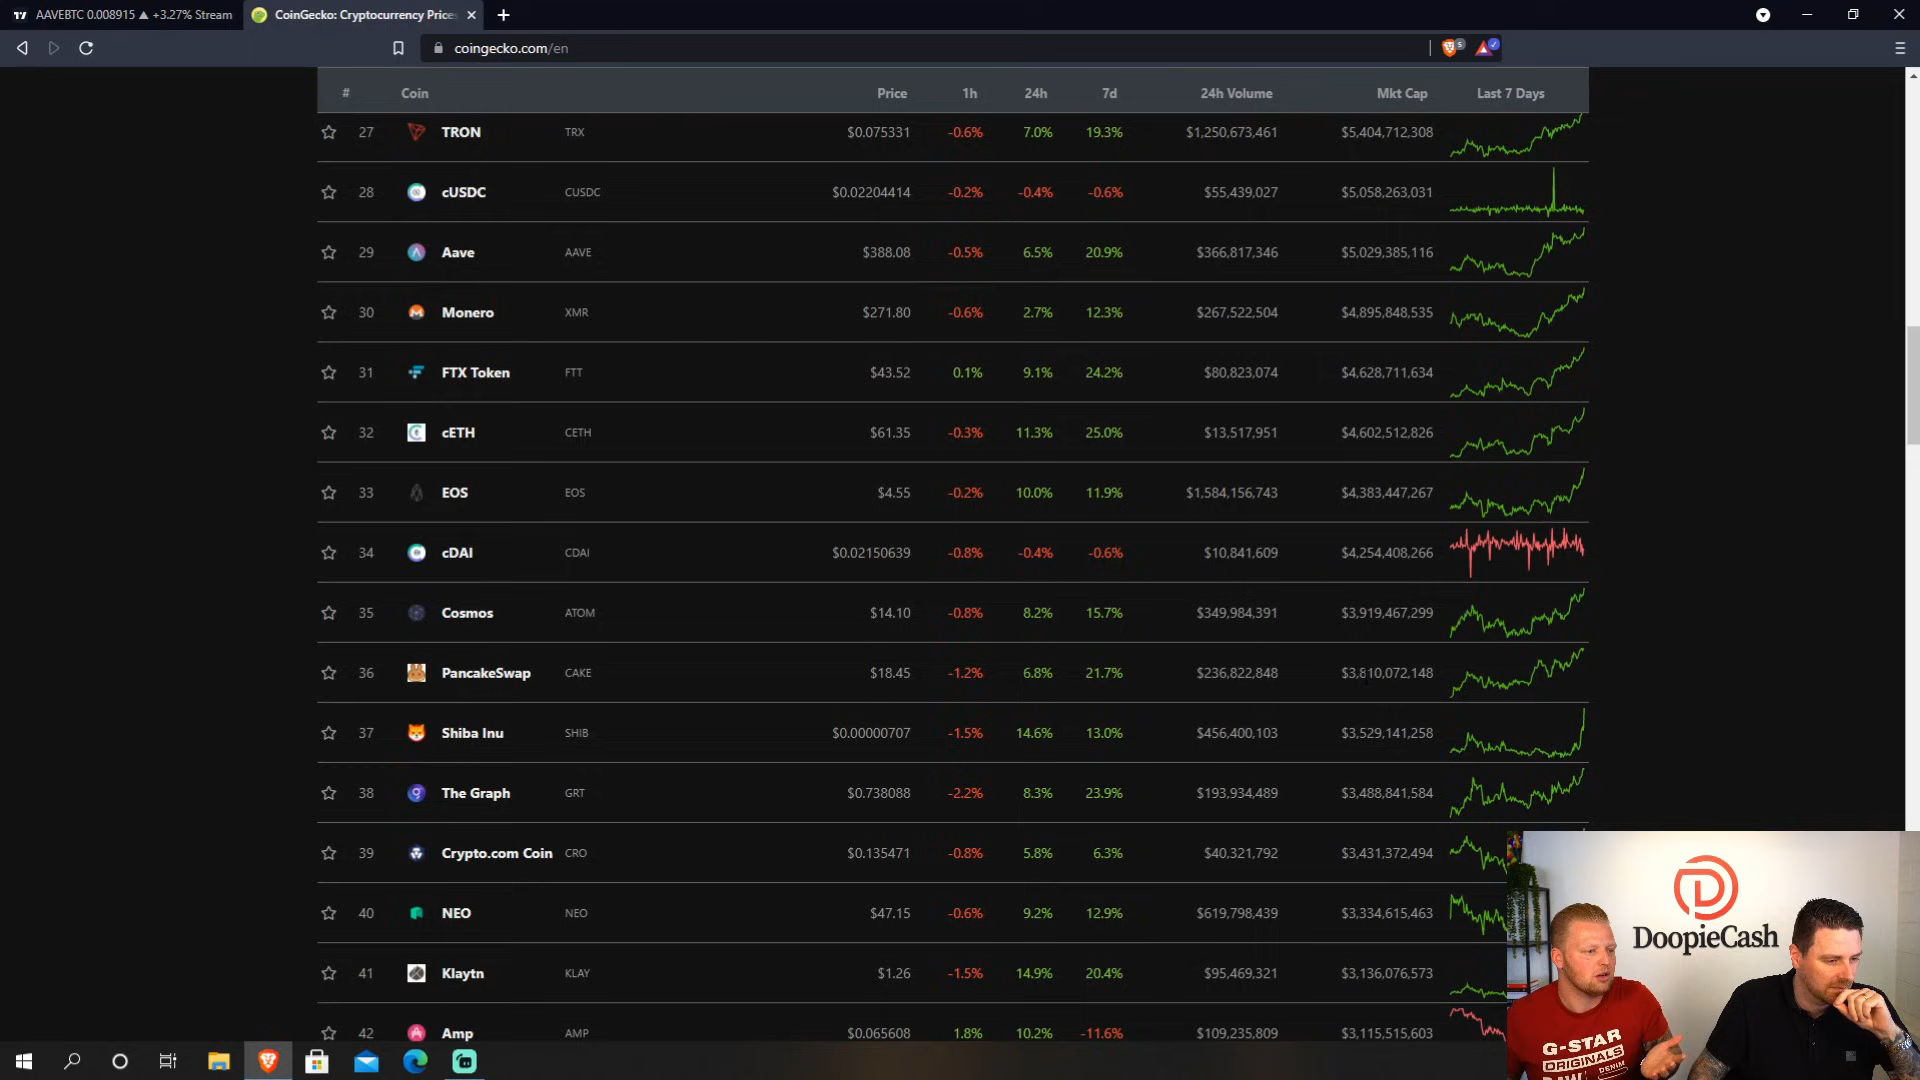 AAVEBTC 0.008915 ▲ +3.27% Stream
CoinGecko: Cryptocurrency Price
coingecko.com/en
# Coin Price 1h 24h 7d 24h Volume Mkt Cap Last 7 Days
27 TRON TRX $0.075331 -0.6% 7.0% 19.3% $1,250,673,461 $5,404,712,308
28 cUSDC CUSDC $0.02204414 -0.2% -0.4% -0.6% $55,439,027 $5,058,263,031
29 Aave AAVE $388.08 -0.5% 6.5% 20.9% $366,817,346 $5,029,385,116
30 Monero XMR $271.80 -0.6% 2.7% 12.3% $267,522,504 $4,895,848,535
31 FTX Token FTT $43.52 0.1% 9.1% 24.2% $80,823,074 $4,628,711,634
32 cETH CETH $61.35 -0.3% 11.3% 25.0% $13,517,951 $4,602,512,826
33 EOS EOS $4.55 -0.2% 10.0% 11.9% $1,584,156,743 $4,383,447,267
34 cDAI CDAI $0.02150639 -0.8% -0.4% -0.6% $10,841,609 $4,254,408,266
35 Cosmos ATOM $14.10 -0.8% 8.2% 15.7% $349,984,391 $3,919,467,299
36 PancakeSwap CAKE $18.45 -1.2% 6.8% 21.7% $236,822,848 $3,810,072,148
37 Shiba Inu SHIB $0.00000707 -1.5% 14.6% 13.0% $456,400,103 $3,529,141,258
38 The Graph GRT $0.738088 -2.2% 8.3% 23.9% $193,934,489 $3,488,841,584
39 Crypto.com Coin CRO $0.135471 -0.8% 5.8% 6.3% $40,321,792 $3,431,372,494
40 NEO NEO $47.15 -0.6% 9.2% 12.9% $619,798,439 $3,334,615,463
41 Klaytn KLAY $1.26 -1.5% 14.9% 20.4% $95,469,321 $3,136,076,573
42 Amp AMP $0.065608 1.8% 10.2% -11.6% $109,235,809 $3,115,515,603
DoopieCash
G-STAR
ORIGINALS
RAW DENIM